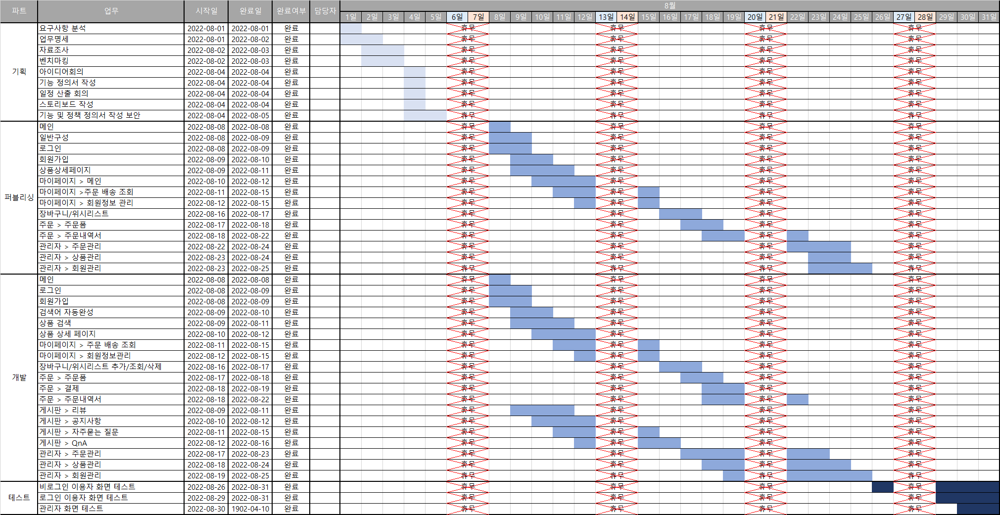 파트 업무 시작일 완료일 완료여부 담당자 8월
1일 2일 3일 4일 5일 6일 7일 8일 9일 10일 11일 12일 13일 14일 15일 16일 17일 18일 19일 20일 21일 22일 23일 24일 25일 26일 27일 28일 29일 30일 31일
기획
요구사항 분석 2022-08-01 2022-08-01 완료 휴무 휴무 휴무 휴무
업무명세 2022-08-01 2022-08-02 완료 휴무 휴무 휴무 휴무
자료조사 2022-08-02 2022-08-03 완료 휴무 휴무 휴무 휴무
벤치마킹 2022-08-02 2022-08-03 완료 휴무 휴무 휴무 휴무
아이디어회의 2022-08-04 2022-08-04 완료 휴무 휴무 휴무 휴무
기능 정의서 작성 2022-08-04 2022-08-04 완료 휴무 휴무 휴무 휴무
일정 산출 회의 2022-08-04 2022-08-04 완료 휴무 휴무 휴무 휴무
스토리보드 작성 2022-08-04 2022-08-04 완료 휴무 휴무 휴무 휴무
기능 및 정책 정의서 작성 보안 2022-08-04 2022-08-05 완료 휴무 휴무 휴무 휴무
퍼블리싱
메인 2022-08-08 2022-08-08 완료 휴무 휴무 휴무 휴무
일반구성 2022-08-08 2022-08-09 완료 휴무 휴무 휴무 휴무
로그인 2022-08-08 2022-08-09 완료 휴무 휴무 휴무 휴무
회원가입 2022-08-09 2022-08-10 완료 휴무 휴무 휴무 휴무
상품상세페이지 2022-08-09 2022-08-11 완료 휴무 휴무 휴무 휴무
마이페이지 > 메인 2022-08-10 2022-08-12 완료 휴무 휴무 휴무 휴무
마이페이지 >주문 배송 조회 2022-08-11 2022-08-15 완료 휴무 휴무 휴무 휴무
마이페이지 > 회원정보 관리 2022-08-12 2022-08-15 완료 휴무 휴무 휴무 휴무
장바구니/위시리스트 2022-08-16 2022-08-17 완료 휴무 휴무 휴무 휴무
주문 > 주문폼 2022-08-17 2022-08-18 완료 휴무 휴무 휴무 휴무
주문 > 주문내역서 2022-08-18 2022-08-22 완료 휴무 휴무 휴무 휴무
관리자 > 주문관리 2022-08-22 2022-08-24 완료 휴무 휴무 휴무 휴무
관리자 > 상품관리 2022-08-23 2022-08-24 완료 휴무 휴무 휴무 휴무
관리자 > 회원관리 2022-08-23 2022-08-25 완료 휴무 휴무 휴무 휴무
개발
메인 2022-08-08 2022-08-08 완료 휴무 휴무 휴무 휴무
로그인 2022-08-08 2022-08-09 완료 휴무 휴무 휴무 휴무
회원가입 2022-08-08 2022-08-09 완료 휴무 휴무 휴무 휴무
검색어 자동완성 2022-08-09 2022-08-10 완료 휴무 휴무 휴무 휴무
상품 검색 2022-08-09 2022-08-11 완료 휴무 휴무 휴무 휴무
상품 상세 페이지 2022-08-10 2022-08-12 완료 휴무 휴무 휴무 휴무
마이페이지 > 주문 배송 조회 2022-08-11 2022-08-15 완료 휴무 휴무 휴무 휴무
마이페이지 > 회원정보관리 2022-08-12 2022-08-15 완료 휴무 휴무 휴무 휴무
장바구니/위시리스트 추가/조회/삭제 2022-08-16 2022-08-17 완료 휴무 휴무 휴무 휴무
주문 > 주문폼 2022-08-17 2022-08-18 완료 휴무 휴무 휴무 휴무
주문 > 결제 2022-08-18 2022-08-19 완료 휴무 휴무 휴무 휴무
주문 > 주문내역서 2022-08-18 2022-08-22 완료 휴무 휴무 휴무 휴무
게시판 > 리뷰 2022-08-09 2022-08-11 완료 휴무 휴무 휴무 휴무
게시판 > 공지사항 2022-08-10 2022-08-12 완료 휴무 휴무 휴무 휴무
게시판 > 자주묻는 질문 2022-08-11 2022-08-15 완료 휴무 휴무 휴무 휴무
게시판 > QnA 2022-08-12 2022-08-16 완료 휴무 휴무 휴무 휴무
관리자 > 주문관리 2022-08-17 2022-08-23 완료 휴무 휴무 휴무 휴무
관리자 > 상품관리 2022-08-18 2022-08-24 완료 휴무 휴무 휴무 휴무
관리자 > 회원관리 2022-08-19 2022-08-25 완료 휴무 휴무 휴무 휴무
테스트
비로그인 이용자 화면 테스트 2022-08-26 2022-08-31 완료 휴무 휴무 휴무 휴무
로그인 이용자 화면 테스트 2022-08-29 2022-08-31 완료 휴무 휴무 휴무 휴무
관리자 화면 테스트 2022-08-30 1902-04-10 완료 휴무 휴무 휴무 휴무